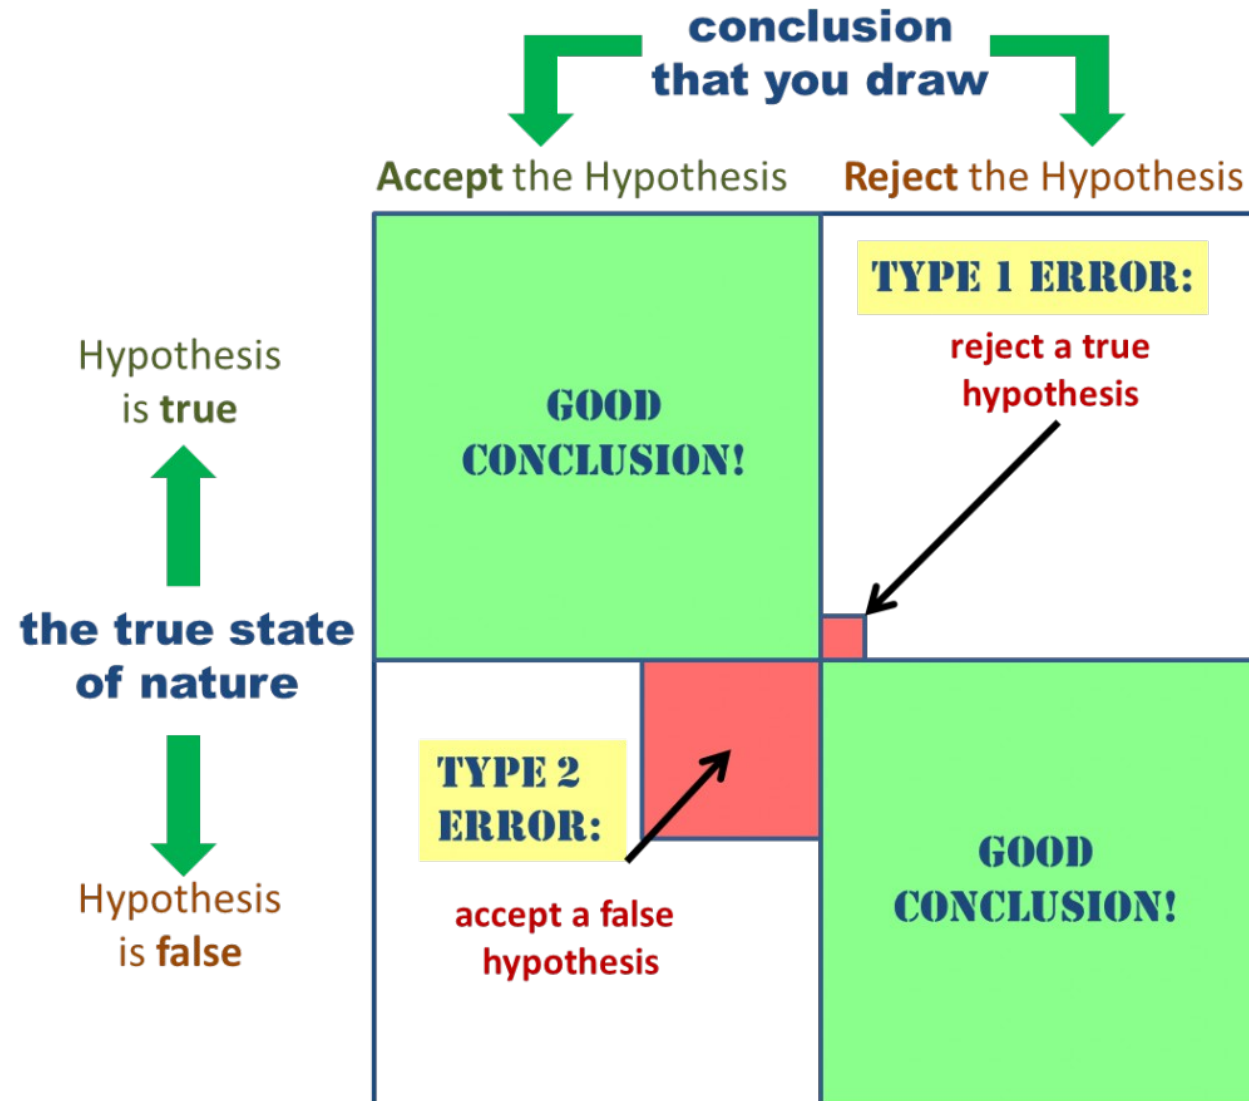 conclusion
that you draw
Accept the Hypothesis
Reject the Hypothesis
TYPE 1 ERROR:
reject a true
hypothesis
Hypothesis
is true
GOOD
CONCLUSION!
the true state
of nature
TYPE 2
ERROR:
accept a false
hypothesis
GOOD
CONCLUSION!
Hypothesis
is false